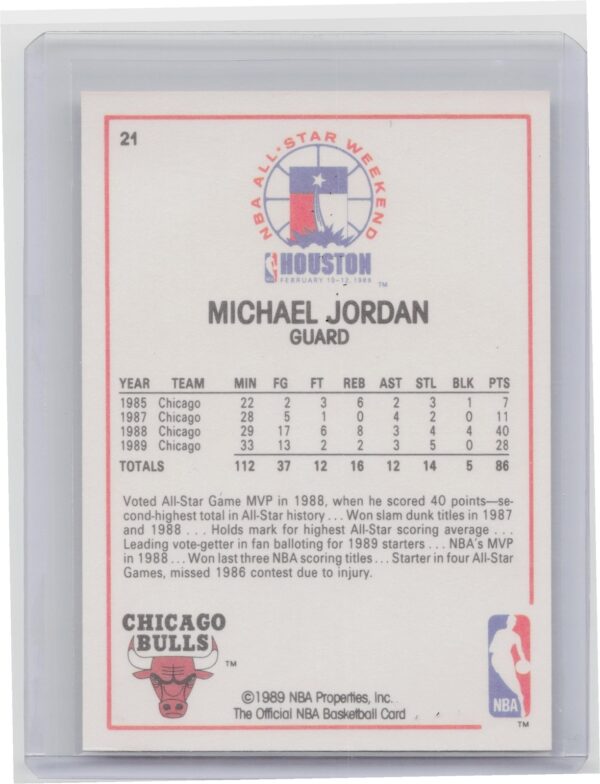 21
NBA ALL-STAR WEEKEND
HOUSTON
FEBRUARY 10-12, 1989
TM
MICHAEL JORDAN
GUARD
YEAR TEAM MIN FG FT REB AST STL BLK PTS
1985 Chicago 22 2 3 6 2 3 1 7
1987 Chicago 28 5 1 0 4 2 0 11
1988 Chicago 29 17 6 8 3 4 4 40
1989 Chicago 33 13 2 2 3 5 0 28
TOTALS 112 37 12 16 12 14 5 86
Voted All-Star Game MVP in 1988, when he scored 40 points—se-
cond-highest total in All-Star history . . . Won slam dunk titles in 1987
and 1988 . . . Holds mark for highest All-Star scoring average . . .
Leading vote-getter in fan balloting for 1989 starters . . . NBA's MVP
in 1988 . . . Won last three NBA scoring titles . . . Starter in four All-Star
Games, missed 1986 contest due to injury.
CHICAGO
BULLS
TM
©1989 NBA Properties, Inc.
The Official NBA Basketball Card
NBA
TM